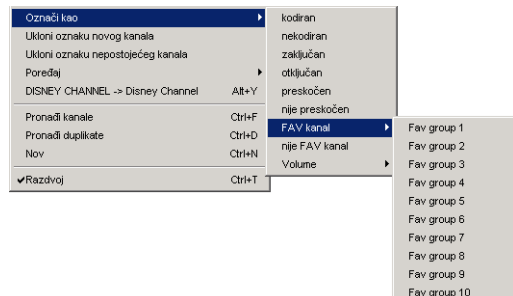 Označi kao
Ukloni oznaku novog kanala
Ukloni oznaku nepostojećeg kanala
Poređaj
DISNEY CHANNEL -> Disney Channel Alt+Y
Pronađi kanale Ctrl+F
Pronađi duplikate Ctrl+D
Nov Ctrl+N
Razdvoj Ctrl+T
kodiran
nekodiran
zaključan
otključan
preskočen
nije preskočen
FAV kanal
nije FAV kanal
Volume
Fav group 1
Fav group 2
Fav group 3
Fav group 4
Fav group 5
Fav group 6
Fav group 7
Fav group 8
Fav group 9
Fav group 10